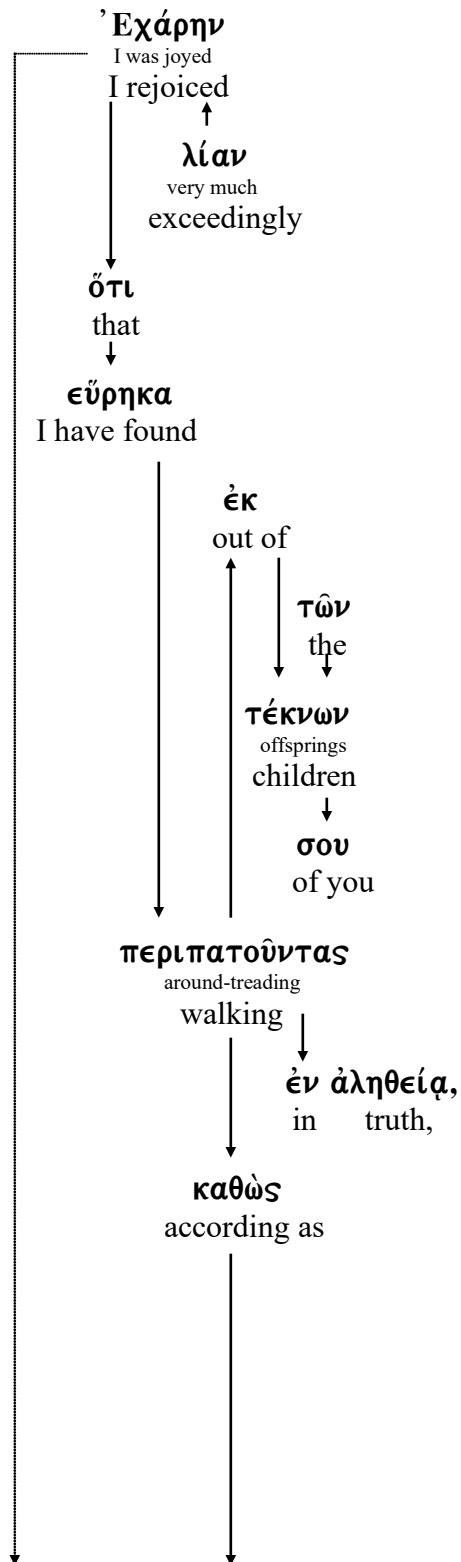 Ἐχάρην
I was joyed
I rejoiced
λίαν
very much
exceedingly
ὅτι
that
εὕρηκα
I have found
ἐκ
out of
τῶν
the
τέκνων
offsprings
children
σου
of you
περιπατοῦντας
around-treading
walking
ἐν ἀληθείᾳ,
in truth,
καθὼς
according as